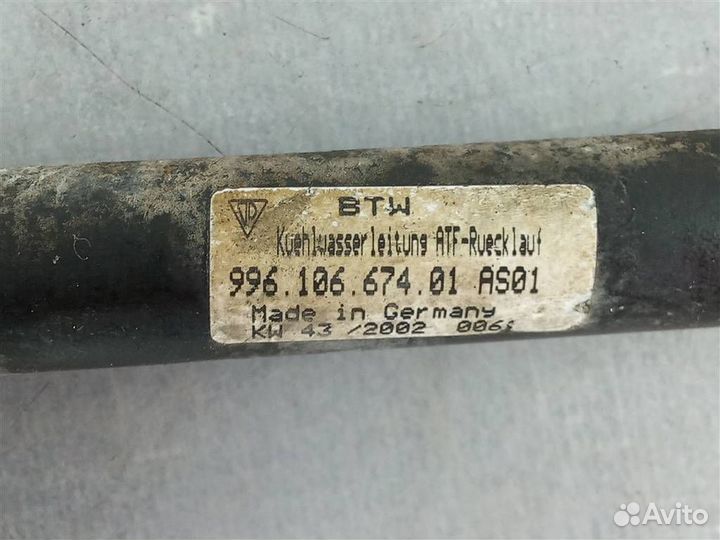 BTW
Kuehlwasserleitung ATF-Ruecklauf
996.106.674.01 AS01
Made in Germany
KW 43 /2002
Avito